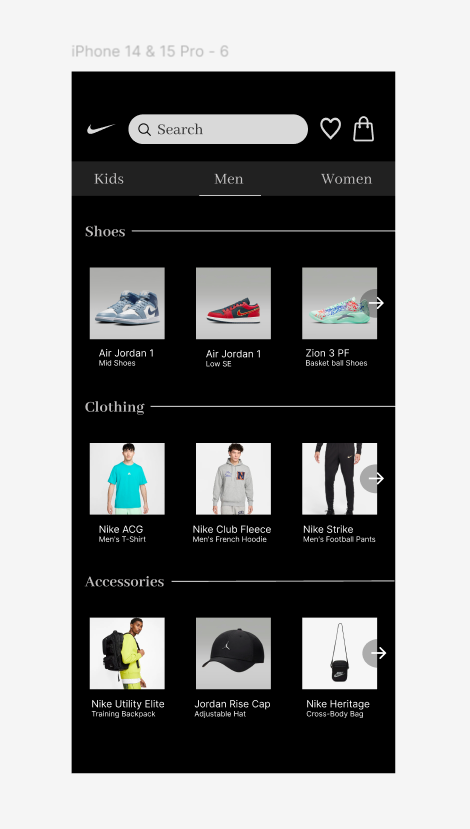 iPhone 14 & 15 Pro - 6
Search
Kids Men Women
Shoes
Air Jordan 1
Mid Shoes
Air Jordan 1
Low SE
Zion 3 PF
Basket ball Shoes
Clothing
Nike ACG
Men's T-Shirt
Nike Club Fleece
Men's French Hoodie
Nike Strike
Men's Football Pants
Accessories
Nike Utility Elite
Training Backpack
Jordan Rise Cap
Adjustable Hat
Nike Heritage
Cross-Body Bag